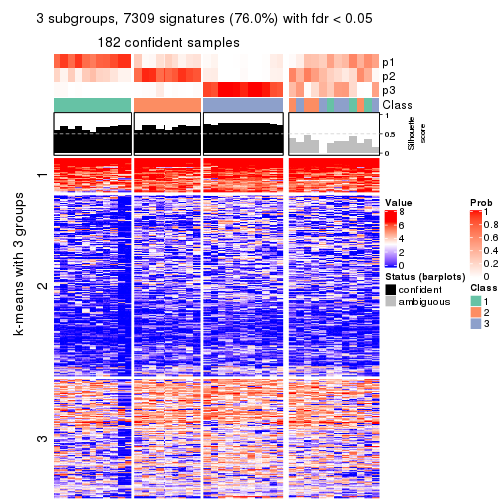 3 subgroups, 7309 signatures (76.0%) with fdr < 0.05
182 confident samples
p1
p2
p3
Class
1
0.5
0
Silhouette
score
k-means with 3 groups
1
2
3
Value
8
6
4
2
0
Status (barplots)
confident
ambiguous
Prob
1
0.8
0.6
0.4
0.2
0
Class
1
2
3